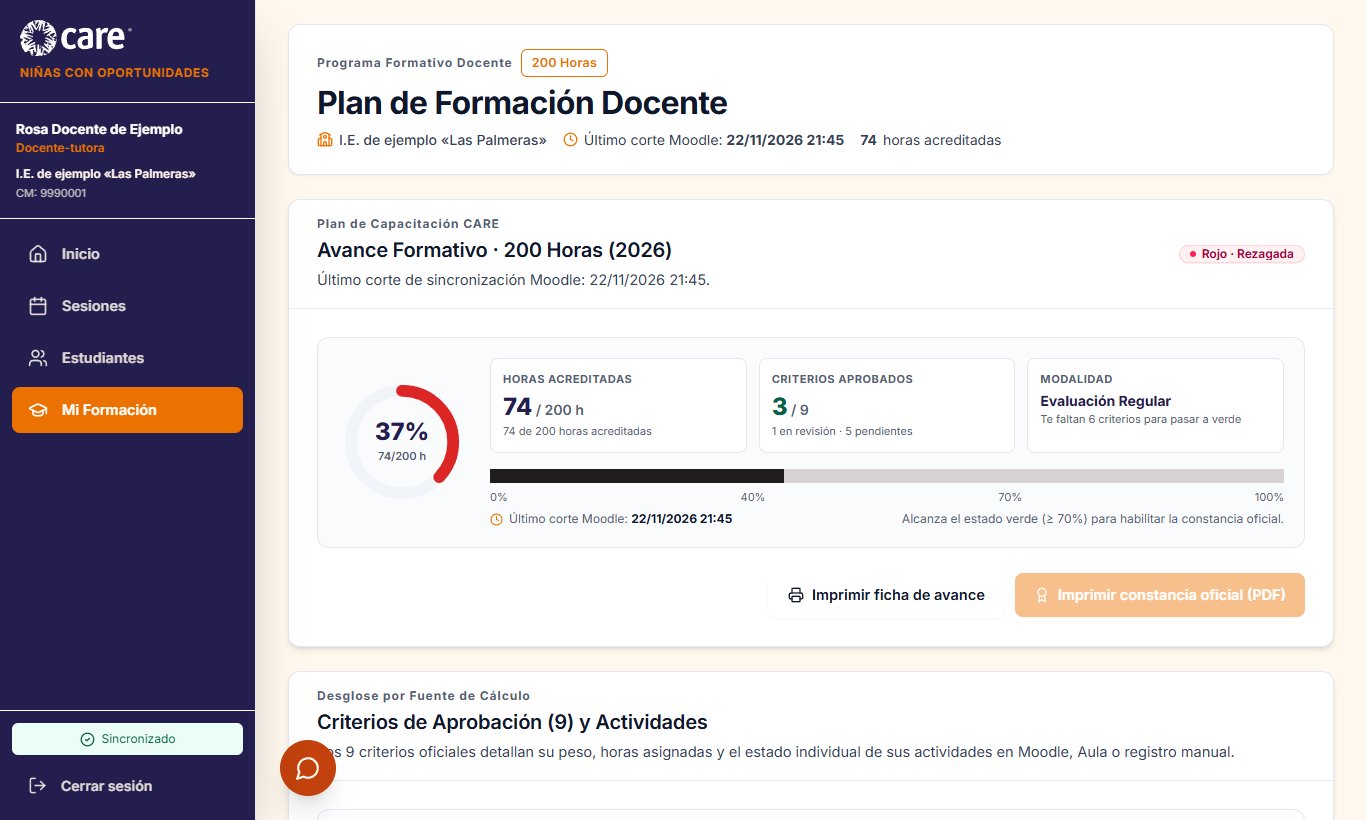 care
NIÑAS CON OPORTUNIDADES
Rosa Docente de Ejemplo
Docente-tutora
I.E. de ejemplo «Las Palmeras»
CM: 9990001
Inicio
Sesiones
Estudiantes
Mi Formación
Sincronizado
Cerrar sesión
Programa Formativo Docente 200 Horas
Plan de Formación Docente
I.E. de ejemplo «Las Palmeras» Último corte Moodle: 22/11/2026 21:45 74 horas acreditadas
Plan de Capacitación CARE
Avance Formativo · 200 Horas (2026)
Rojo · Rezagada
Último corte de sincronización Moodle: 22/11/2026 21:45.
37%
74/200 h
HORAS ACREDITADAS
74 / 200 h
74 de 200 horas acreditadas
CRITERIOS APROBADOS
3 / 9
1 en revisión · 5 pendientes
MODALIDAD
Evaluación Regular
Te faltan 6 criterios para pasar a verde
0% 40% 70% 100%
Último corte Moodle: 22/11/2026 21:45
Alcanza el estado verde (≥ 70%) para habilitar la constancia oficial.
Imprimir ficha de avance
Imprimir constancia oficial (PDF)
Desglose por Fuente de Cálculo
Criterios de Aprobación (9) y Actividades
9 criterios oficiales detallan su peso, horas asignadas y el estado individual de sus actividades en Moodle, Aula o registro manual.